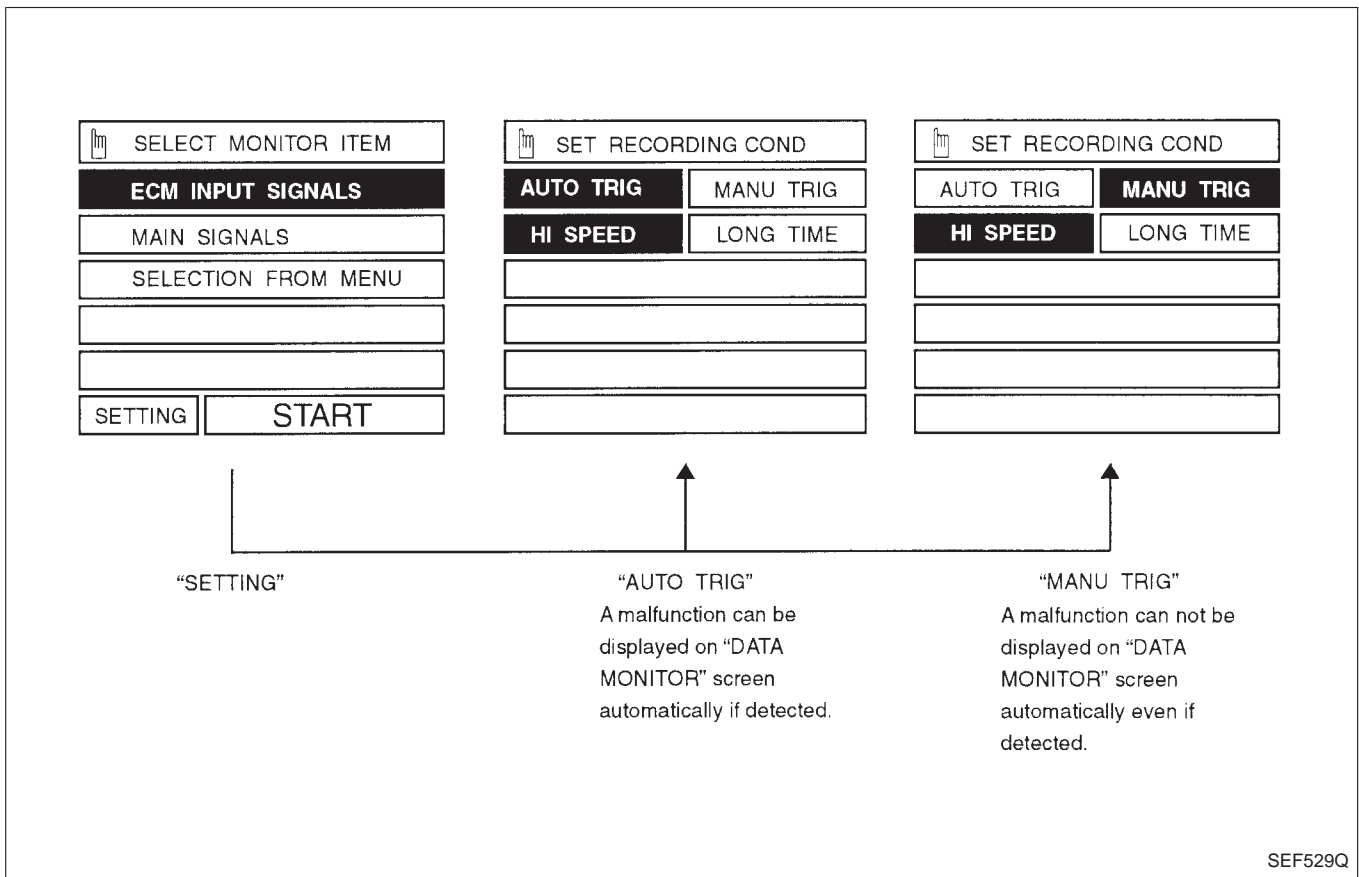 SELECT MONITOR ITEM
ECM INPUT SIGNALS
MAIN SIGNALS
SELECTION FROM MENU
SETTING START
SET RECORDING COND
AUTO TRIG MANU TRIG
HI SPEED LONG TIME
SET RECORDING COND
AUTO TRIG MANU TRIG
HI SPEED LONG TIME
“SETTING”
“AUTO TRIG”
A malfunction can be
displayed on “DATA
MONITOR” screen
automatically if detected.
“MANU TRIG”
A malfunction can not be
displayed on “DATA
MONITOR” screen
automatically even if
detected.
SEF529Q